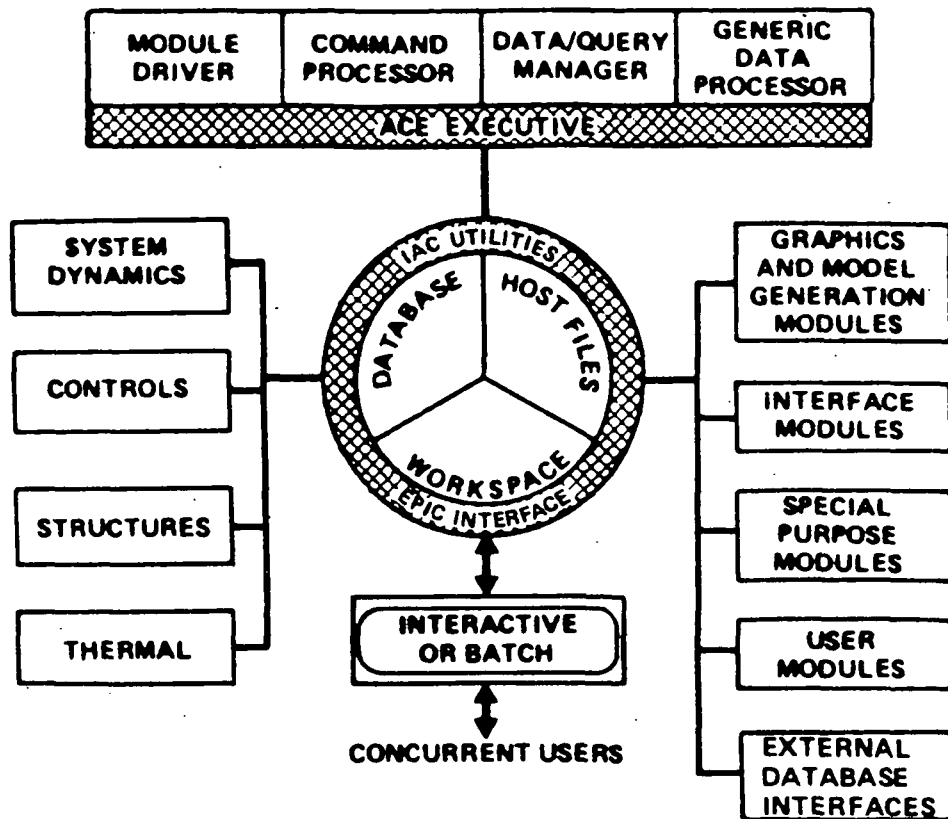 MODULE
DRIVER
COMMAND
PROCESSOR
DATA/QUERY
MANAGER
GENERIC
DATA
PROCESSOR
ACE EXECUTIVE
SYSTEM
DYNAMICS
CONTROLS
STRUCTURES
THERMAL
IAC UTILITIES
DATABASE
HOST FILES
WORKSPACE
EPIC INTERFACE
INTERACTIVE
OR BATCH
CONCURRENT USERS
GRAPHICS
AND MODEL
GENERATION
MODULES
INTERFACE
MODULES
SPECIAL
PURPOSE
MODULES
USER
MODULES
EXTERNAL
DATABASE
INTERFACES